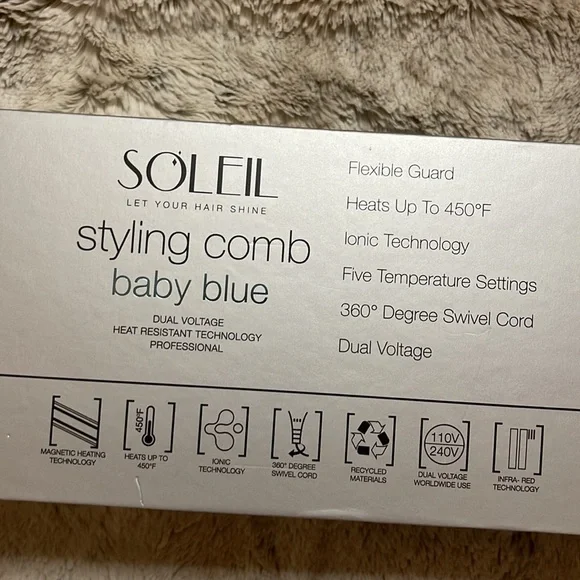 SOLEIL
LET YOUR HAIR SHINE
styling comb
baby blue
DUAL VOLTAGE
HEAT RESISTANT TECHNOLOGY
PROFESSIONAL
Flexible Guard
Heats Up To 450°F
Ionic Technology
Five Temperature Settings
360° Degree Swivel Cord
Dual Voltage
MAGNETIC HEATING
TECHNOLOGY
450°F
HEATS UP TO
450°F
IONIC
TECHNOLOGY
360° DEGREE
SWIVEL CORD
RECYCLED
MATERIALS
110V
240V
DUAL VOLTAGE
WORLDWIDE USE
INFRA- RED
TECHNOLOGY